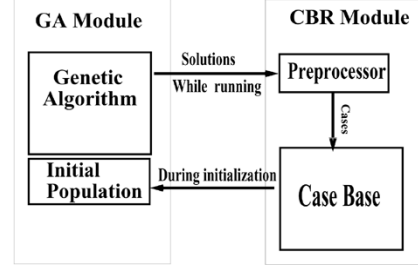 GA Module
CBR Module
Genetic
Algorithm
Solutions
While running
Preprocessor
Cases
Initial
Population
During initialization
Case Base